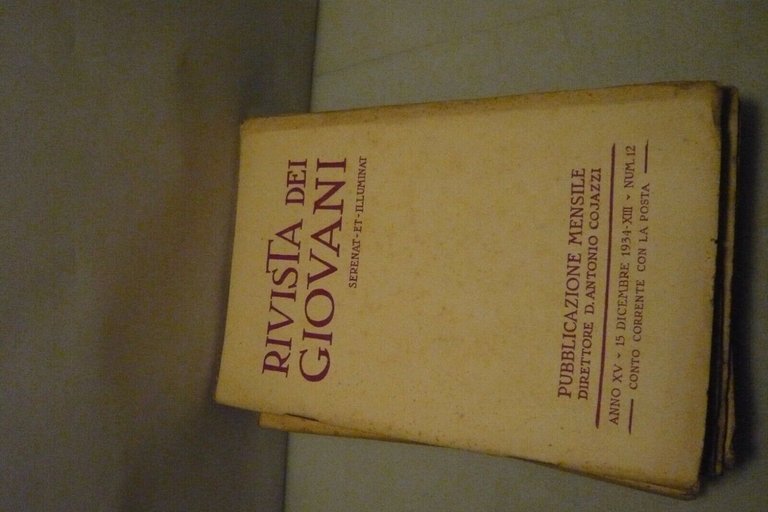 RIVISTA DEI
GIOVANI
SERENAT-ET-ILLUMINAT
PUBBLICAZIONE MENSILE
DIRETTORE D. ANTONIO COJAZZI
ANNO XV - 15 DICEMBRE 1934-XIII - NUM. 12
CONTO CORRENTE CON LA POSTA